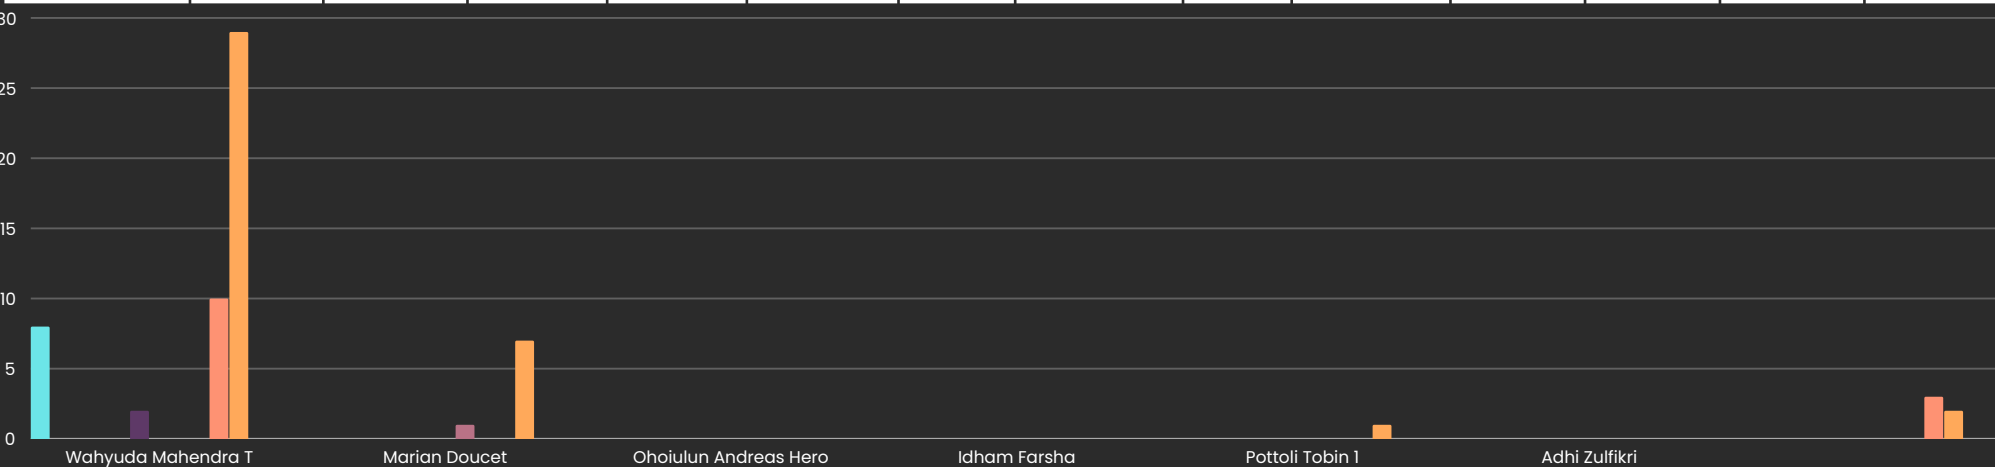 30
25
20
15
10
5
0
Wahyuda Mahendra T
Marian Doucet
Ohoiulun Andreas Hero
Idham Farsha
Pottoli Tobin 1
Adhi Zulfikri